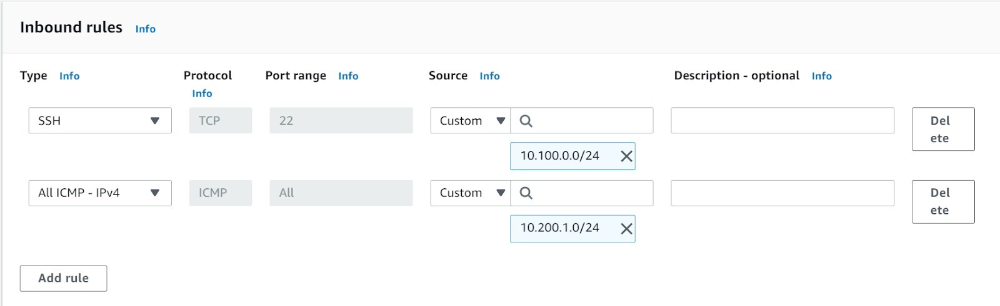 Inbound rules Info
Type Info Protocol Port range Info Source Info Description - optional Info
Info
SSH TCP 22 Custom Del
ete
10.100.0.0/24
All ICMP - IPv4 ICMP All Custom Del
ete
10.200.1.0/24
Add rule